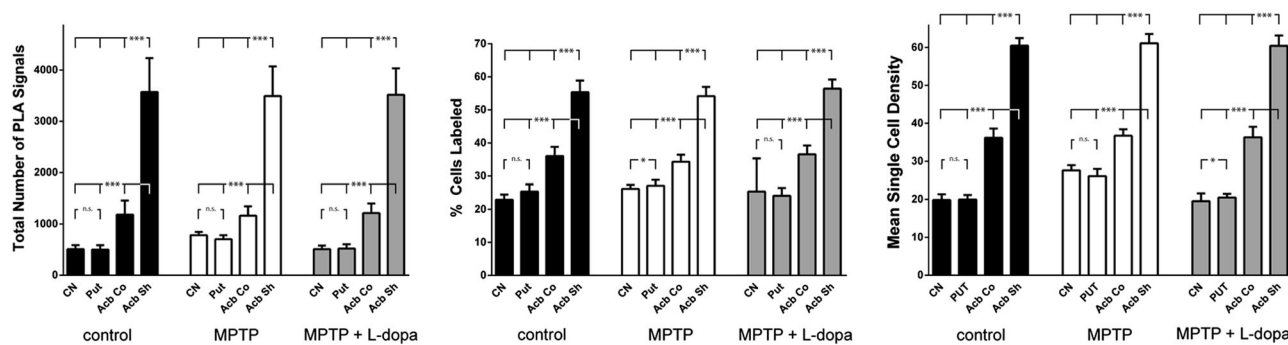 Total Number of PLA Signals
4000
3000
2000
1000
0
***
***
n.s.
***
***
n.s.
***
***
n.s.
CN Put Acb Co Acb Sh
CN Put Acb Co Acb Sh
CN Put Acb Co Acb Sh
control MPTP MPTP + L-dopa
% Cells Labeled
70
60
50
40
30
20
10
0
***
***
n.s.
***
***
*
***
***
n.s.
CN Put Acb Co Acb Sh
CN Put Acb Co Acb Sh
CN Put Acb Co Acb Sh
control MPTP MPTP + L-dopa
Mean Single Cell Density
60
50
40
30
20
10
0
***
***
n.s.
***
***
n.s.
***
***
*
CN PUT Acb Co Acb Sh
CN PUT Acb Co Acb Sh
CN PUT Acb Co Acb Sh
control MPTP MPTP + L-dopa